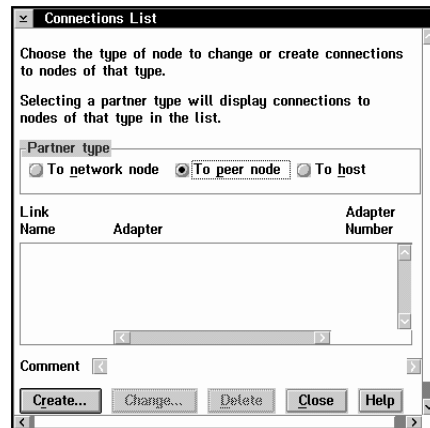 Connections List
Choose the type of node to change or create connections
to nodes of that type.
Selecting a partner type will display connections to
nodes of that type in the list.
Partner type
To network node To peer node To host
Link Adapter
Name Adapter Number
Comment
Create... Change... Delete Close Help